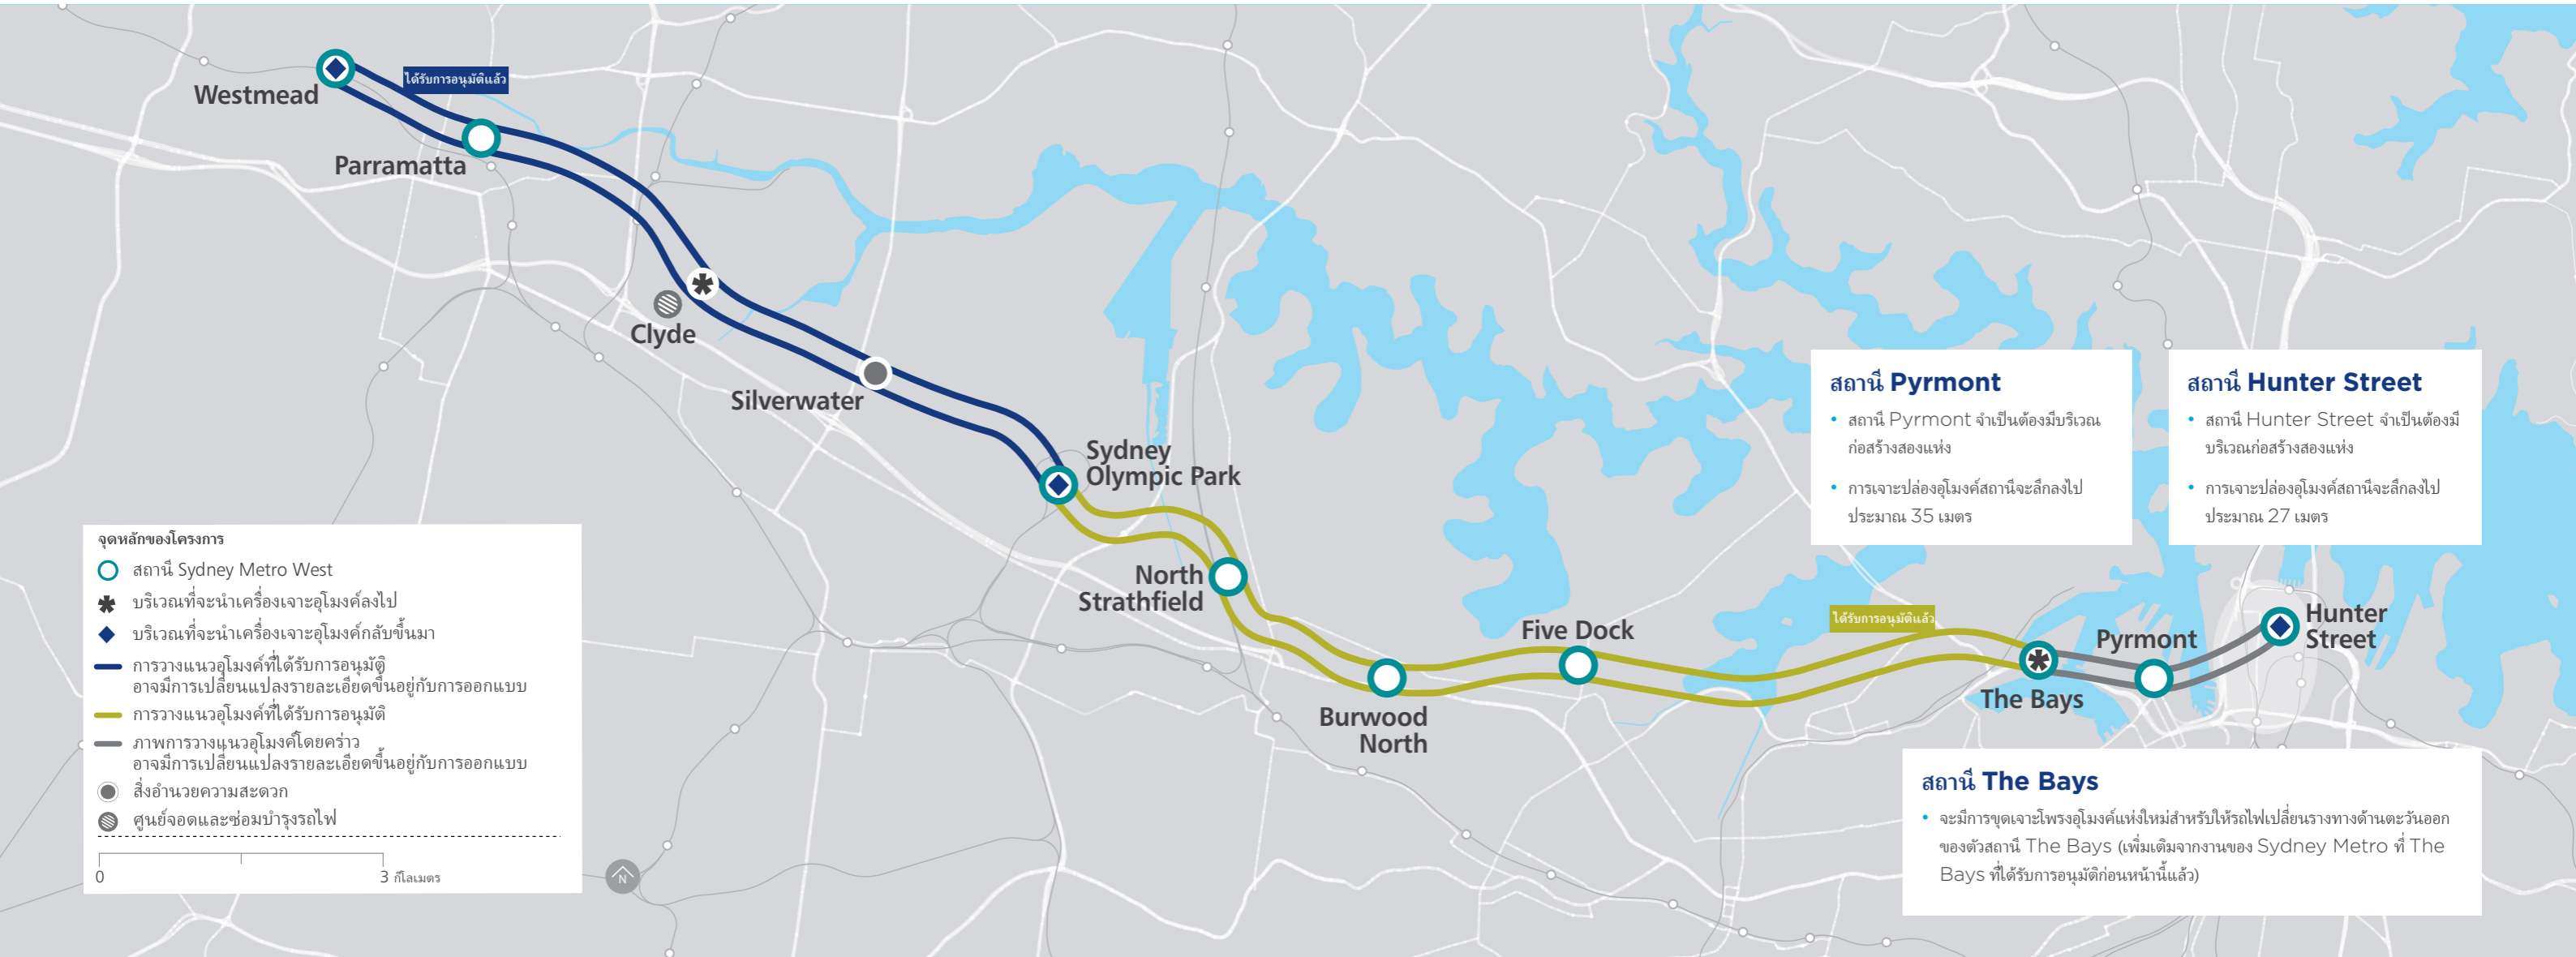 Westmead
ได้รับการอนุมัติแล้ว
Parramatta
Clyde
Silverwater
Sydney
Olympic Park
North
Strathfield
Burwood
North
Five Dock
ได้รับการอนุมัติแล้ว
The Bays
Pyrmont
Hunter
Street
สถานี Pyrmont
• สถานี Pyrmont จำเป็นต้องมีบริเวณ
ก่อสร้างสองแห่ง
• การเจาะปล่องอุโมงค์สถานีจะลึกลงไป
ประมาณ 35 เมตร
สถานี Hunter Street
• สถานี Hunter Street จำเป็นต้องมี
บริเวณก่อสร้างสองแห่ง
• การเจาะปล่องอุโมงค์สถานีจะลึกลงไป
ประมาณ 27 เมตร
สถานี The Bays
• จะมีการขุดเจาะโพรงอุโมงค์แห่งใหม่สำหรับให้รถไฟเปลี่ยนรางทางด้านตะวันออก
ของตัวสถานี The Bays (เพิ่มเติมจากงานของ Sydney Metro ที่ The
Bays ที่ได้รับการอนุมัติก่อนหน้านี้แล้ว)
จุดหลักของโครงการ
สถานี Sydney Metro West
บริเวณที่จะนำเครื่องเจาะอุโมงค์ลงไป
บริเวณที่จะนำเครื่องเจาะอุโมงค์กลับขึ้นมา
การวางแนวอุโมงค์ที่ได้รับการอนุมัติ
อาจมีการเปลี่ยนแปลงรายละเอียดขึ้นอยู่กับการออกแบบ
การวางแนวอุโมงค์ที่ได้รับการอนุมัติ
ภาพการวางแนวอุโมงค์โดยคร่าว
อาจมีการเปลี่ยนแปลงรายละเอียดขึ้นอยู่กับการออกแบบ
สิ่งอำนวยความสะดวก
ศูนย์จอดและซ่อมบำรุงรถไฟ
0 3 กิโลเมตร
N